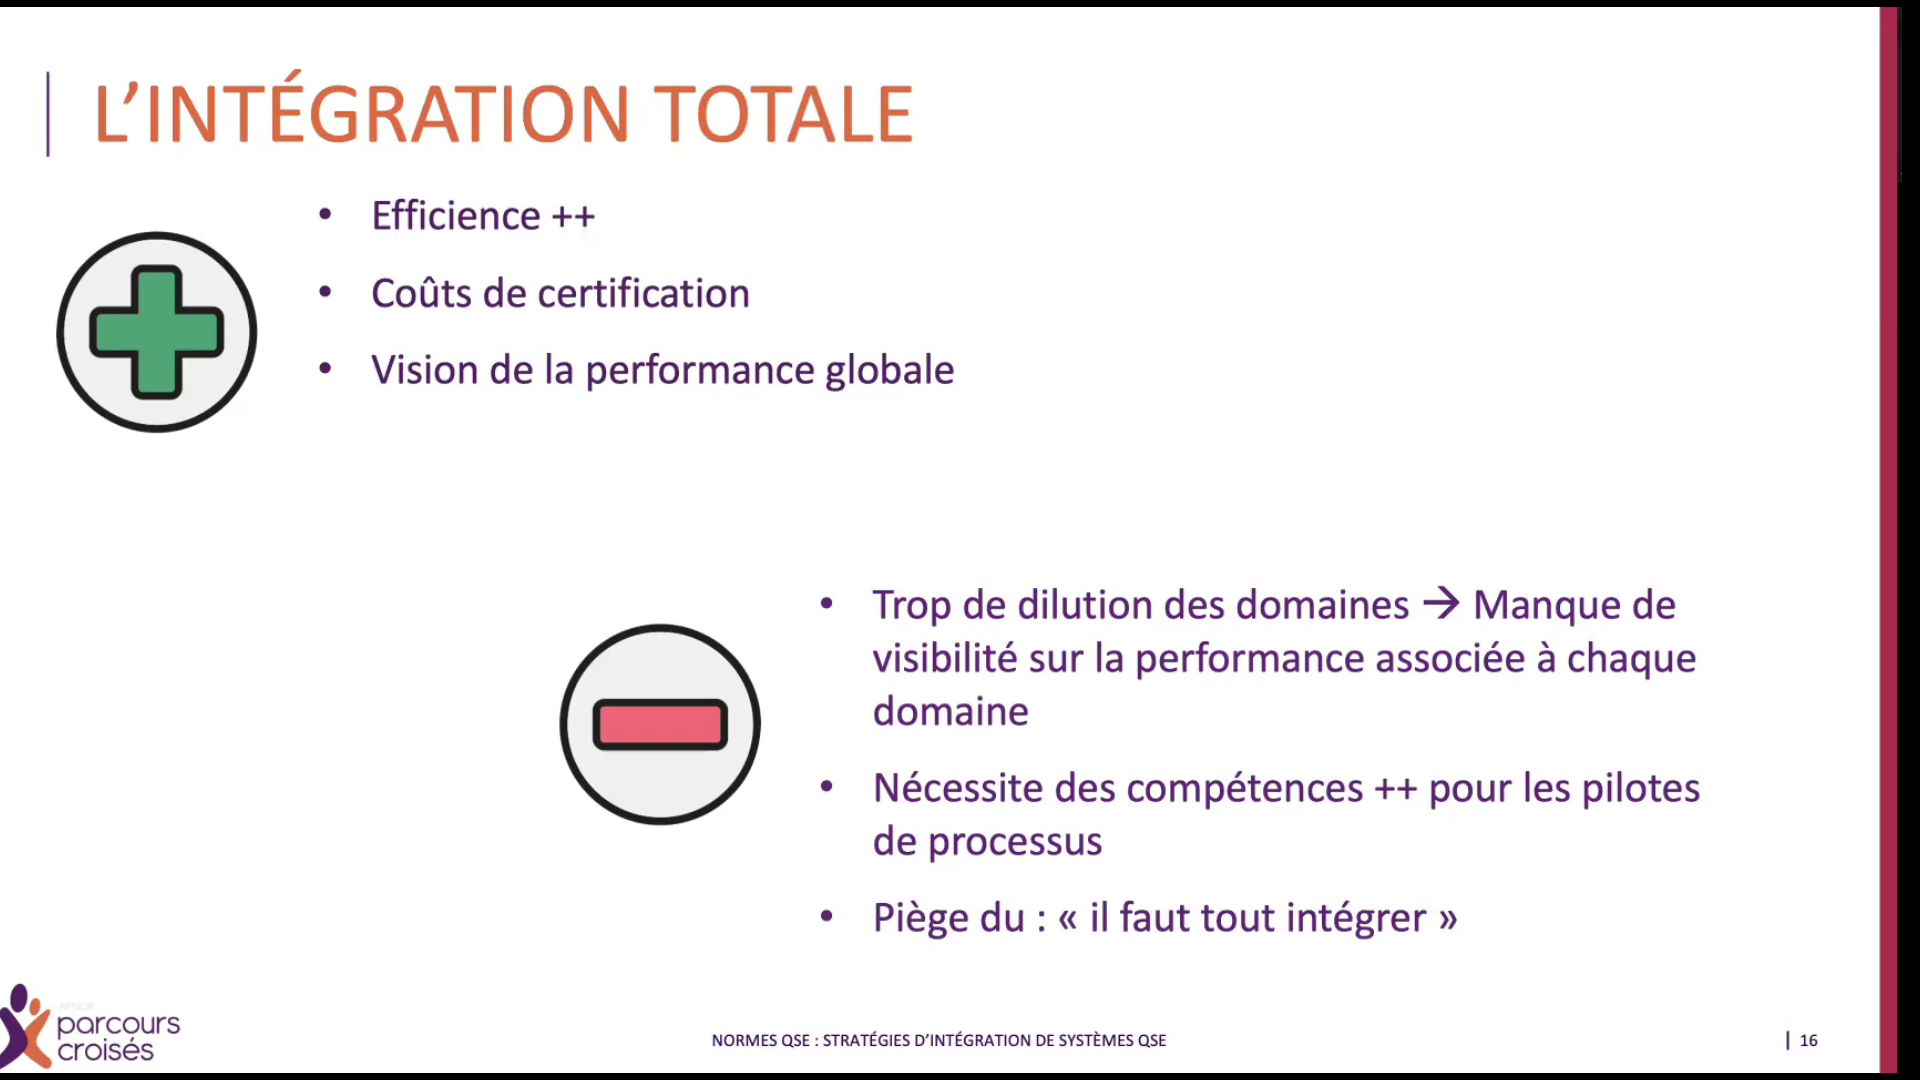 L'INTÉGRATION TOTALE
• Efficience ++
• Coûts de certification
• Vision de la performance globale
• Trop de dilution des domaines → Manque de
visibilité sur la performance associée à chaque
domaine
• Nécessite des compétences ++ pour les pilotes
de processus
• Piège du : « il faut tout intégrer »
AFNOR
parcours
croisés
NORMES QSE : STRATÉGIES D'INTÉGRATION DE SYSTÈMES QSE
| 16